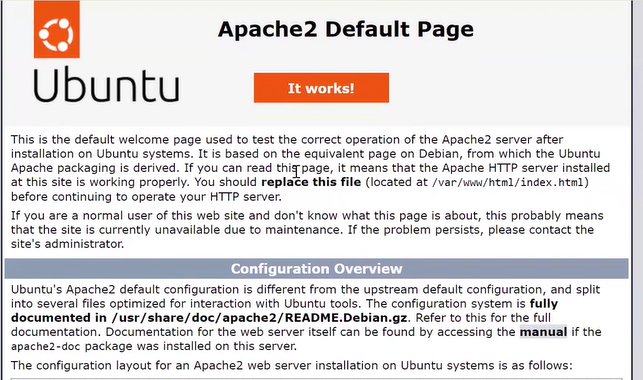 Apache2 Default Page
Ubuntu
It works!
This is the default welcome page used to test the correct operation of the Apache2 server after
installation on Ubuntu systems. It is based on the equivalent page on Debian, from which the Ubuntu
Apache packaging is derived. If you can read this page, it means that the Apache HTTP server installed
at this site is working properly. You should replace this file (located at /var/www/html/index.html)
before continuing to operate your HTTP server.
If you are a normal user of this web site and don't know what this page is about, this probably means
that the site is currently unavailable due to maintenance. If the problem persists, please contact the
site's administrator.
Configuration Overview
Ubuntu's Apache2 default configuration is different from the upstream default configuration, and split
into several files optimized for interaction with Ubuntu tools. The configuration system is fully
documented in /usr/share/doc/apache2/README.Debian.gz. Refer to this for the full
documentation. Documentation for the web server itself can be found by accessing the manual if the
apache2-doc package was installed on this server.
The configuration layout for an Apache2 web server installation on Ubuntu systems is as follows: